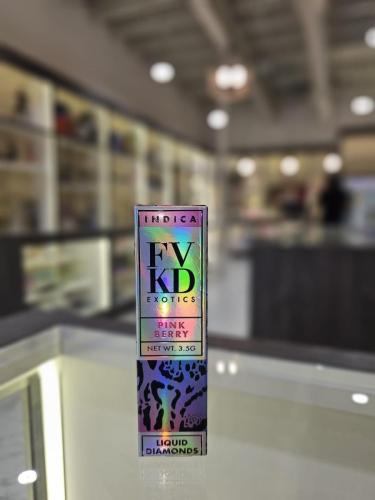 INDICA
FV
KD
EXOTICS
PINK
BERRY
NET WT. 3.5G
LIQUID
DIAMONDS